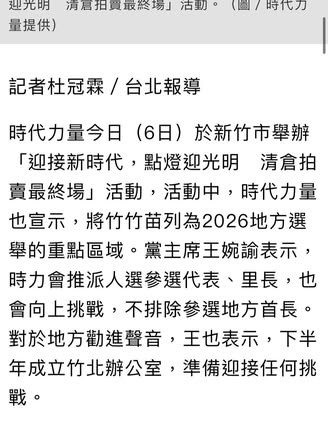 迎光明　清倉拍賣最終場」活動。（圖／時代力
量提供）
記者杜冠霖／台北報導
時代力量今日（6日）於新竹市舉辦
「迎接新時代，點燈迎光明　清倉拍
賣最終場」活動，活動中，時代力量
也宣示，將竹竹苗列為2026地方選
舉的重點區域。黨主席王婉諭表示，
時力會推派人選參選代表、里長，也
會向上挑戰，不排除參選地方首長。
對於地方勸進聲音，王也表示，下半
年成立竹北辦公室，準備迎接任何挑
戰。